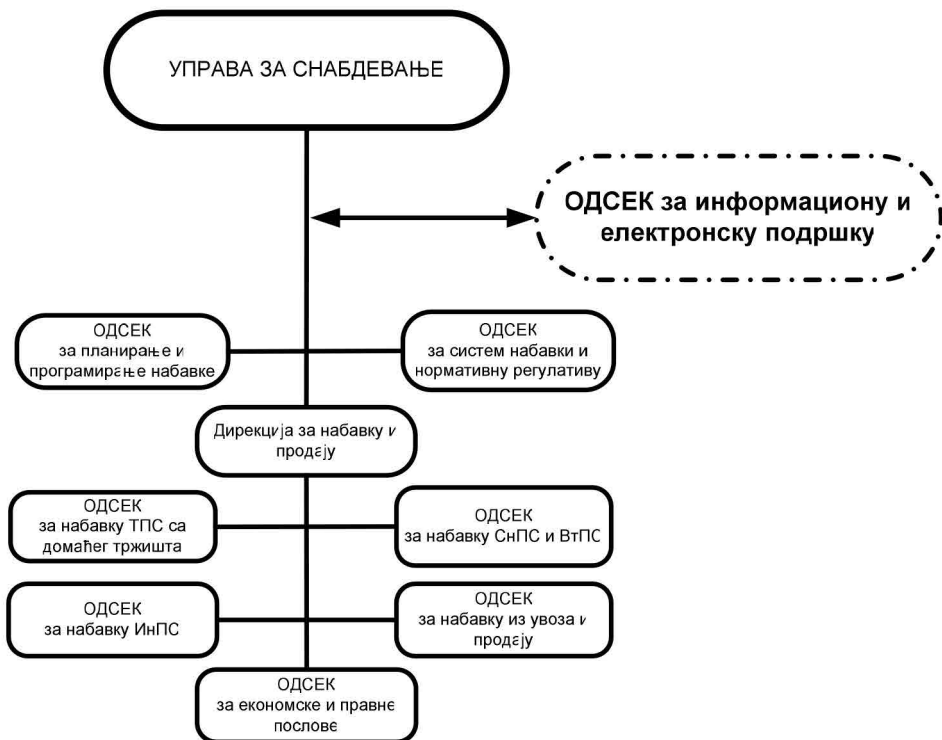 УПРАВА ЗА СНАБДЕВАЊЕ
ОДСЕК за информациону и
електронску подршку
ОДСЕК
за планирање и
програмирање набавке
ОДСЕК
за систем набавки и
нормативну регулативу
Дирекција за набавку и
продају
ОДСЕК
за набавку ТПС са
домаћег тржишта
ОДСЕК
за набавку СнПС и ВтПС
ОДСЕК
за набавку ИнПС
ОДСЕК
за набавку из увоза и
продају
ОДСЕК
за економске и правне
послове